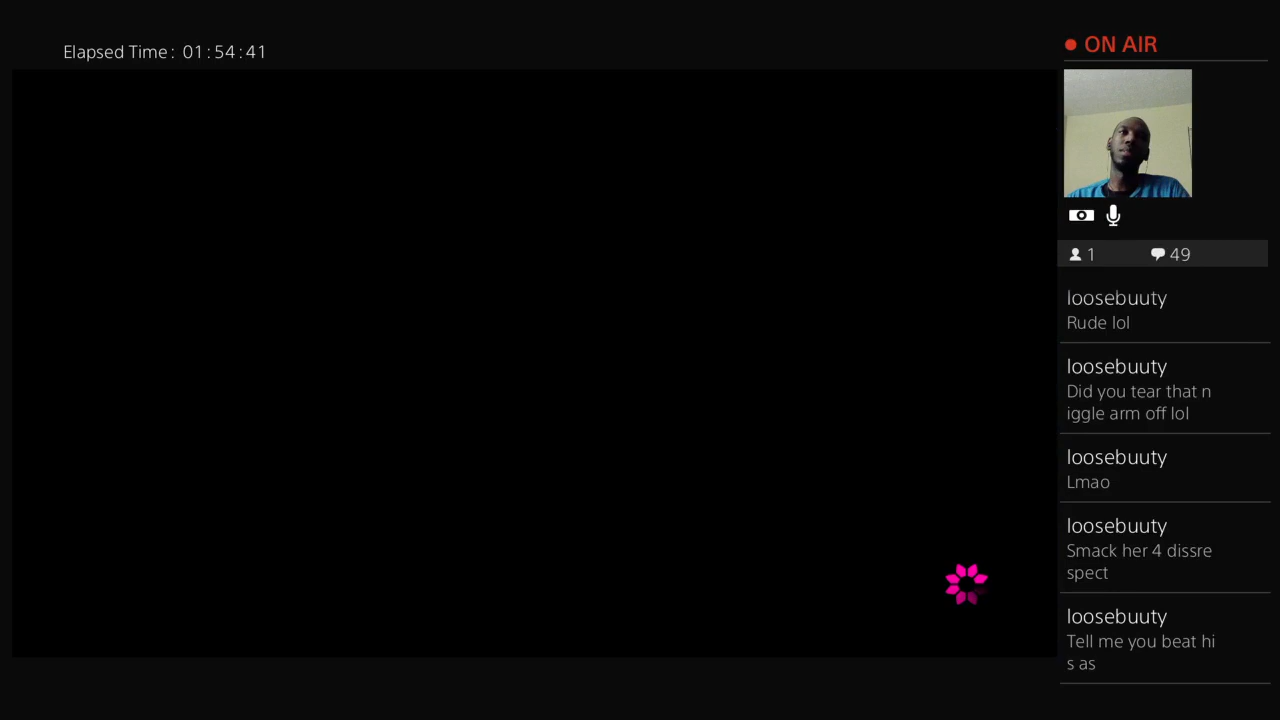 Elapsed Time: 01:54:41
ON AIR
1 49
loosebuuty
Rude lol
loosebuuty
Did you tear that n
iggle arm off lol
loosebuuty
Lmao
loosebuuty
Smack her 4 dissre
spect
loosebuuty
Tell me you beat hi
s as